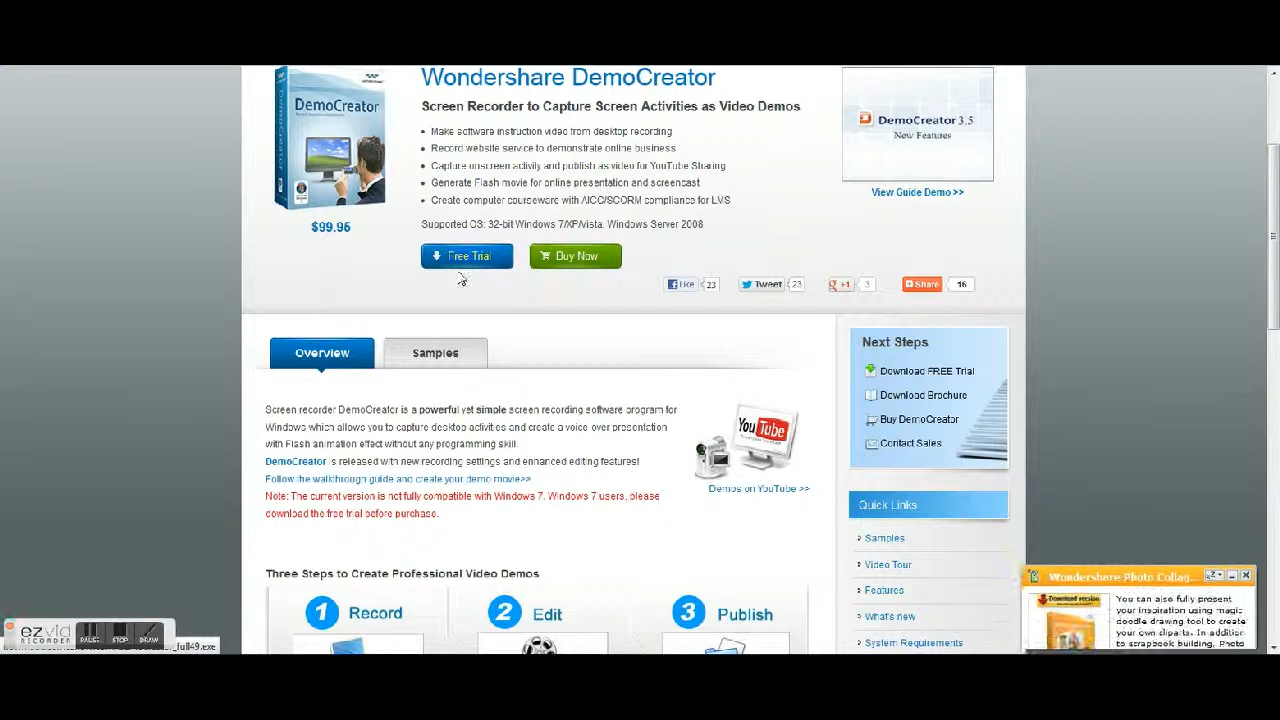 Wondershare DemoCreator
Screen Recorder to Capture Screen Activities as Video Demos
Make software instruction video from desktop recording
Record website service to demonstrate online business
Capture onscreen activity and publish as video for YouTube Sharing
Generate Flash movie for online presentation and screencast
Create computer courseware with AICC/SCORM compliance for LMS
Supported OS: 32-bit Windows 7/XP/Vista, Windows Server 2008
DemoCreator
$99.95
Free Trial
Buy Now
DemoCreator 3.5
New Features
View Guide Demo >>
Like 23
Tweet 23
+1 3
Share 16
Overview
Samples
Screen recorder DemoCreator is a powerful yet simple screen recording software program for
Windows which allows you to capture desktop activities and create a voice-over presentation
with Flash animation effect without any programming skill.
DemoCreator is released with new recording settings and enhanced editing features!
Follow the walkthrough guide and create your demo movie>>
Note: The current version is not fully compatible with Windows 7. Windows 7 users, please
download the free trial before purchase.
YouTube
Demos on YouTube >>
Three Steps to Create Professional Video Demos
1 Record
2 Edit
3 Publish
Next Steps
Download FREE Trial
Download Brochure
Buy DemoCreator
Contact Sales
Quick Links
Samples
Video Tour
Features
What's new
System Requirements
Wondershare Photo Collag...
Download version
You can also fully present
your inspiration using magic
doodle drawing tool to create
your own cliparts. In addition
to scrapbook building, Photo
ezvid
RECORDER
PAUSE
STOP
DRAW
_full49.exe